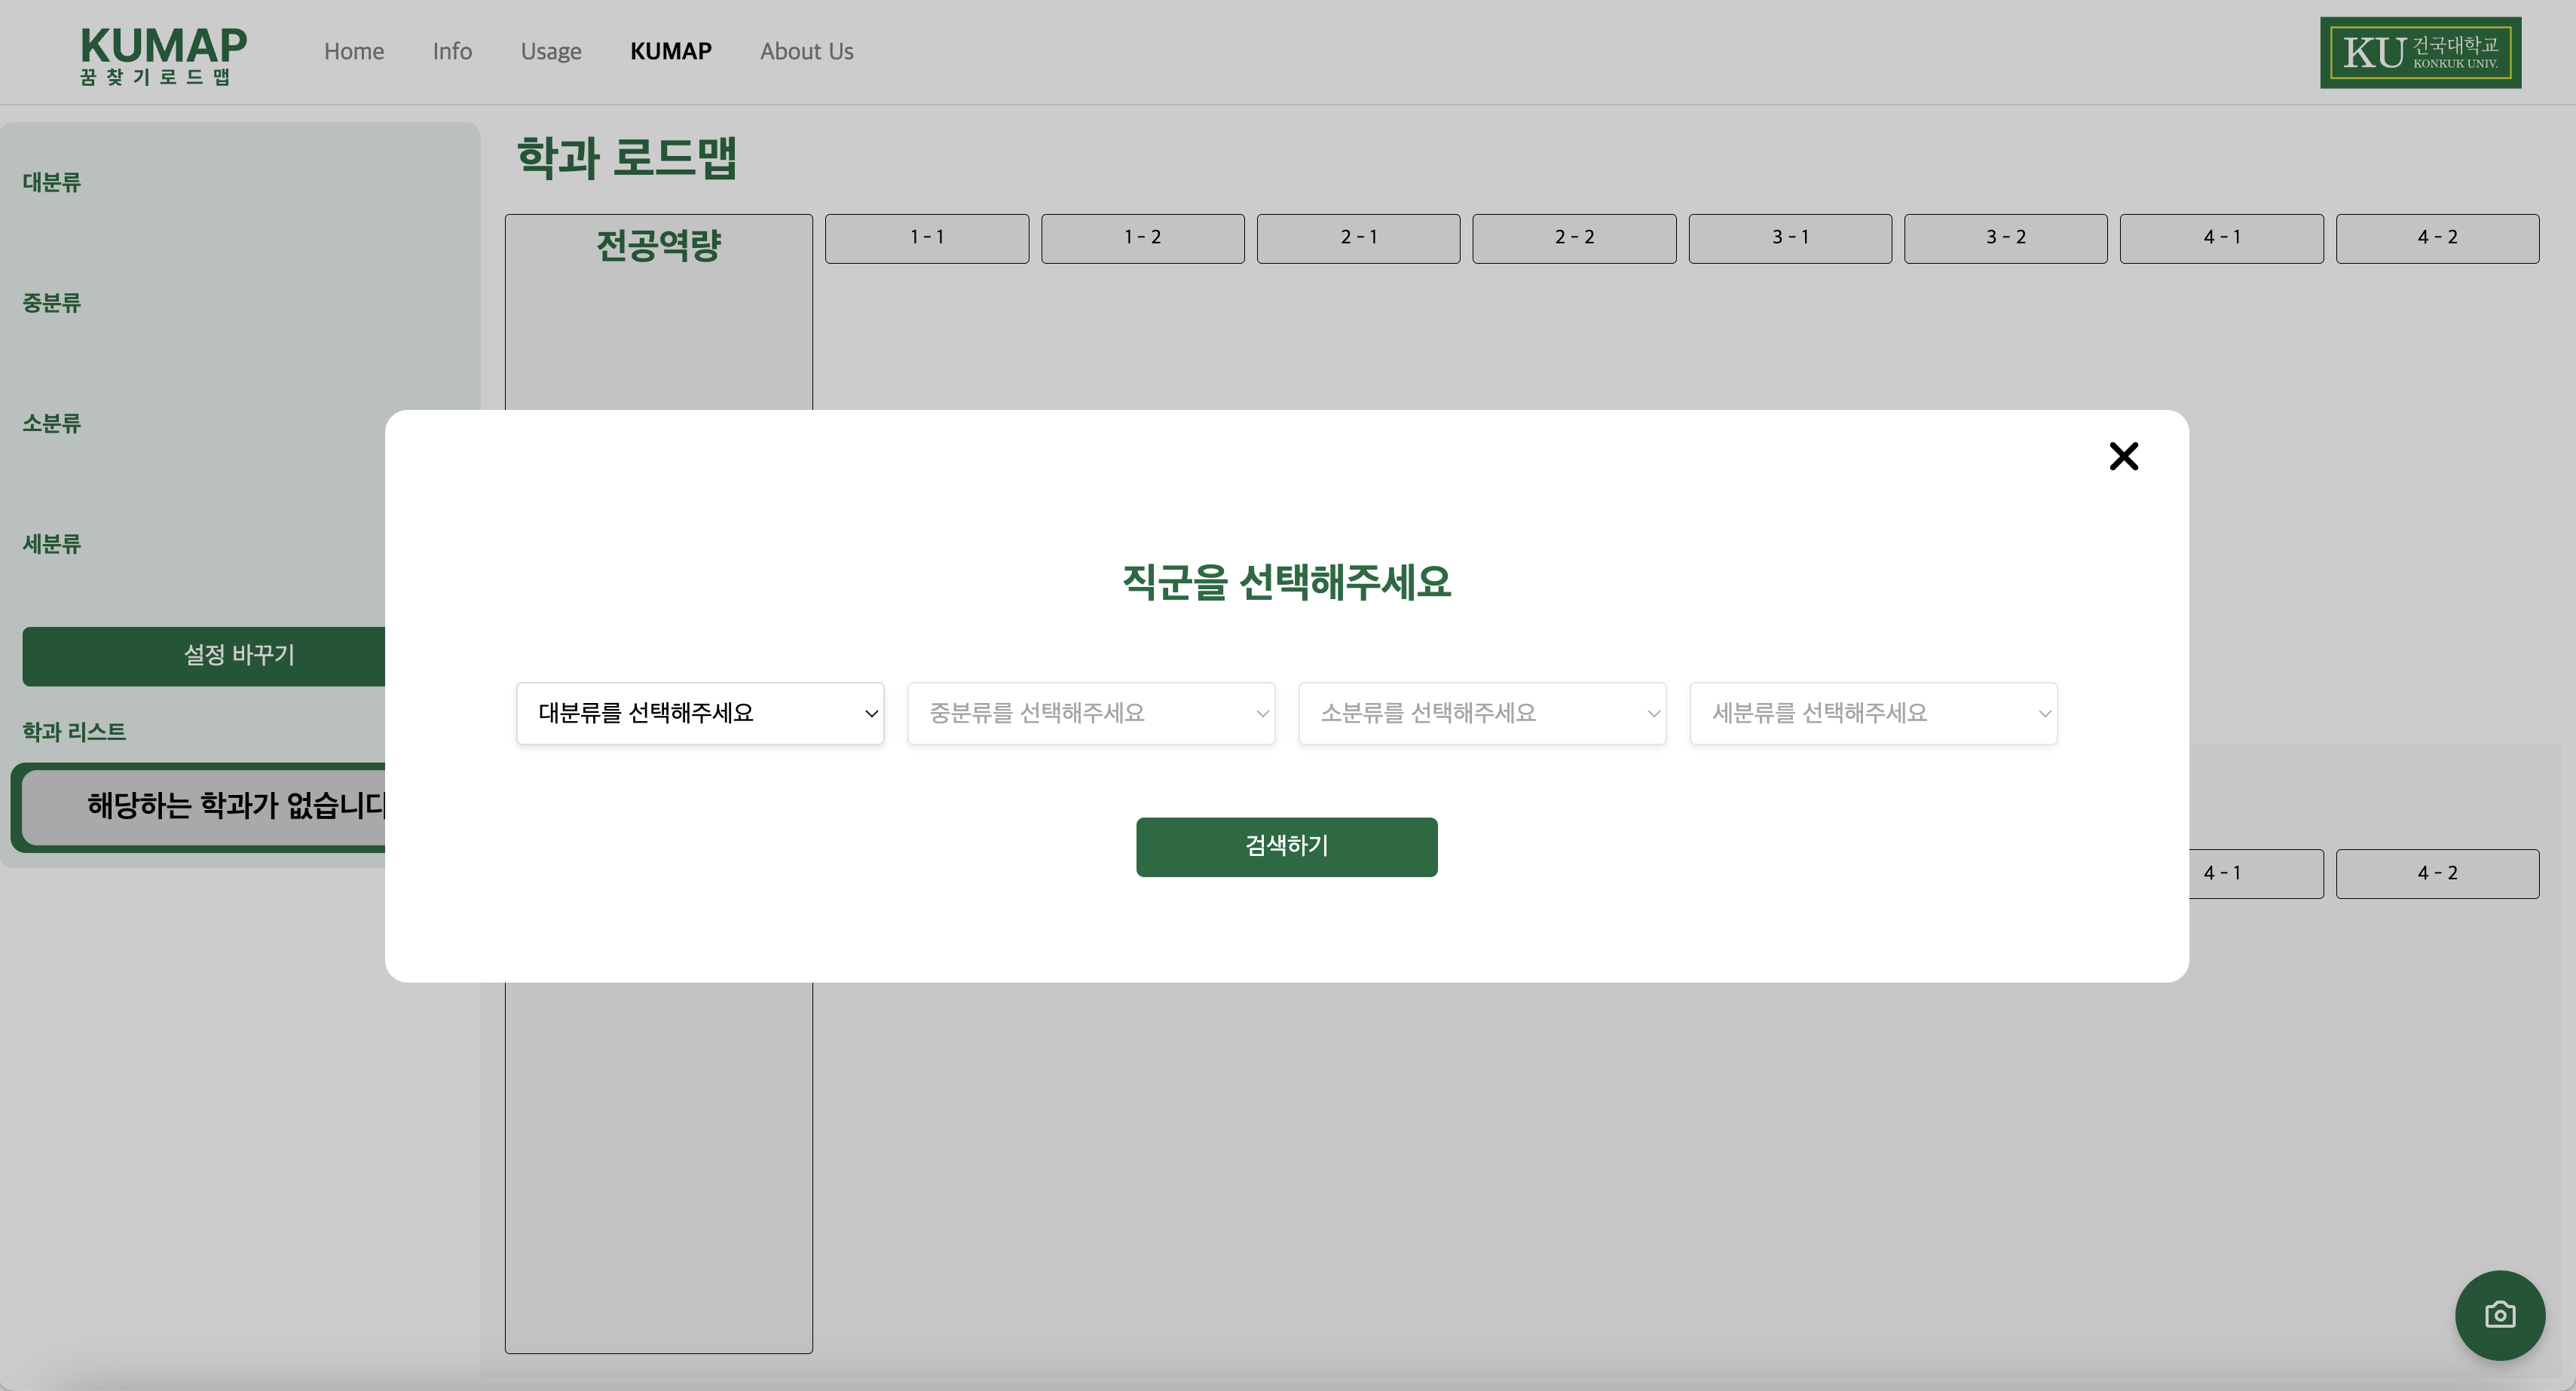 KUMAP
꿈찾기로드맵
Home
Info
Usage
KUMAP
About Us
KU 건국대학교
KONKUK UNIV.
대분류
중분류
소분류
세분류
설정 바꾸기
학과 리스트
해당하는 학과가 없습니다
학과 로드맵
전공역량
1 - 1
1 - 2
2 - 1
2 - 2
3 - 1
3 - 2
4 - 1
4 - 2
직군을 선택해주세요
대분류를 선택해주세요
중분류를 선택해주세요
소분류를 선택해주세요
세분류를 선택해주세요
검색하기
4 - 1
4 - 2